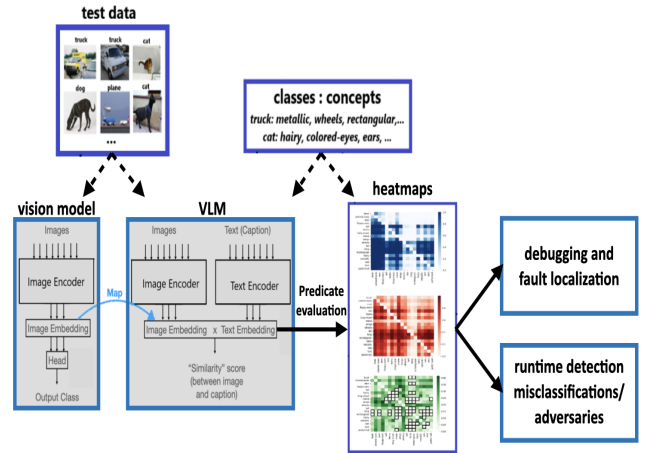 test data
truck truck cat
dog plane cat
...
classes : concepts
truck: metallic, wheels, rectangular,...
cat: hairy, colored-eyes, ears, ...
vision model
Images
Image Encoder
Image Embedding
Head
Output Class
Map
VLM
Images Text (Caption)
Image Encoder Text Encoder
Image Embedding x Text Embedding
"Similarity" score
(between image
and caption)
Predicate
evaluation
heatmaps
debugging and
fault localization
runtime detection
misclassifications/
adversaries